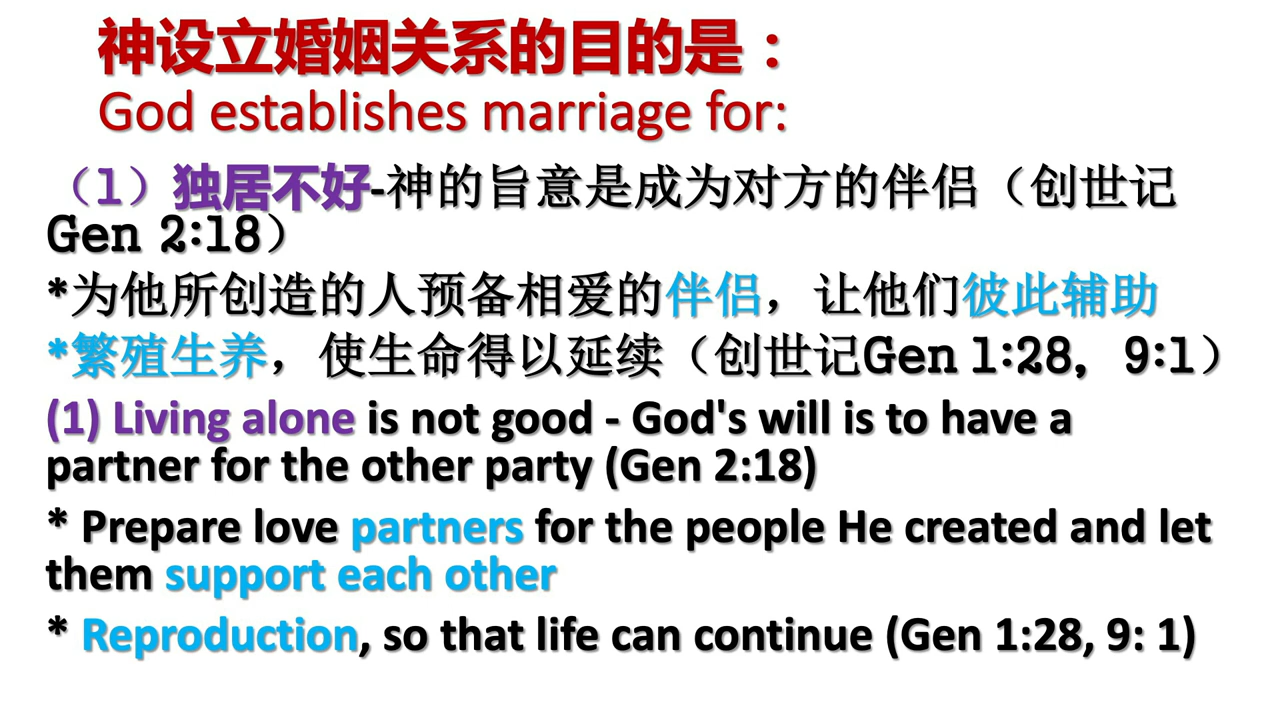 神设立婚姻关系的目的是：
God establishes marriage for:
（1）独居不好-神的旨意是成为对方的伴侣（创世记
Gen 2:18）
*为他所创造的人预备相爱的伴侣，让他们彼此辅助
*繁殖生养，使生命得以延续（创世记Gen 1:28，9:1）
(1) Living alone is not good - God's will is to have a
partner for the other party (Gen 2:18)
* Prepare love partners for the people He created and let
them support each other
* Reproduction, so that life can continue (Gen 1:28, 9: 1)